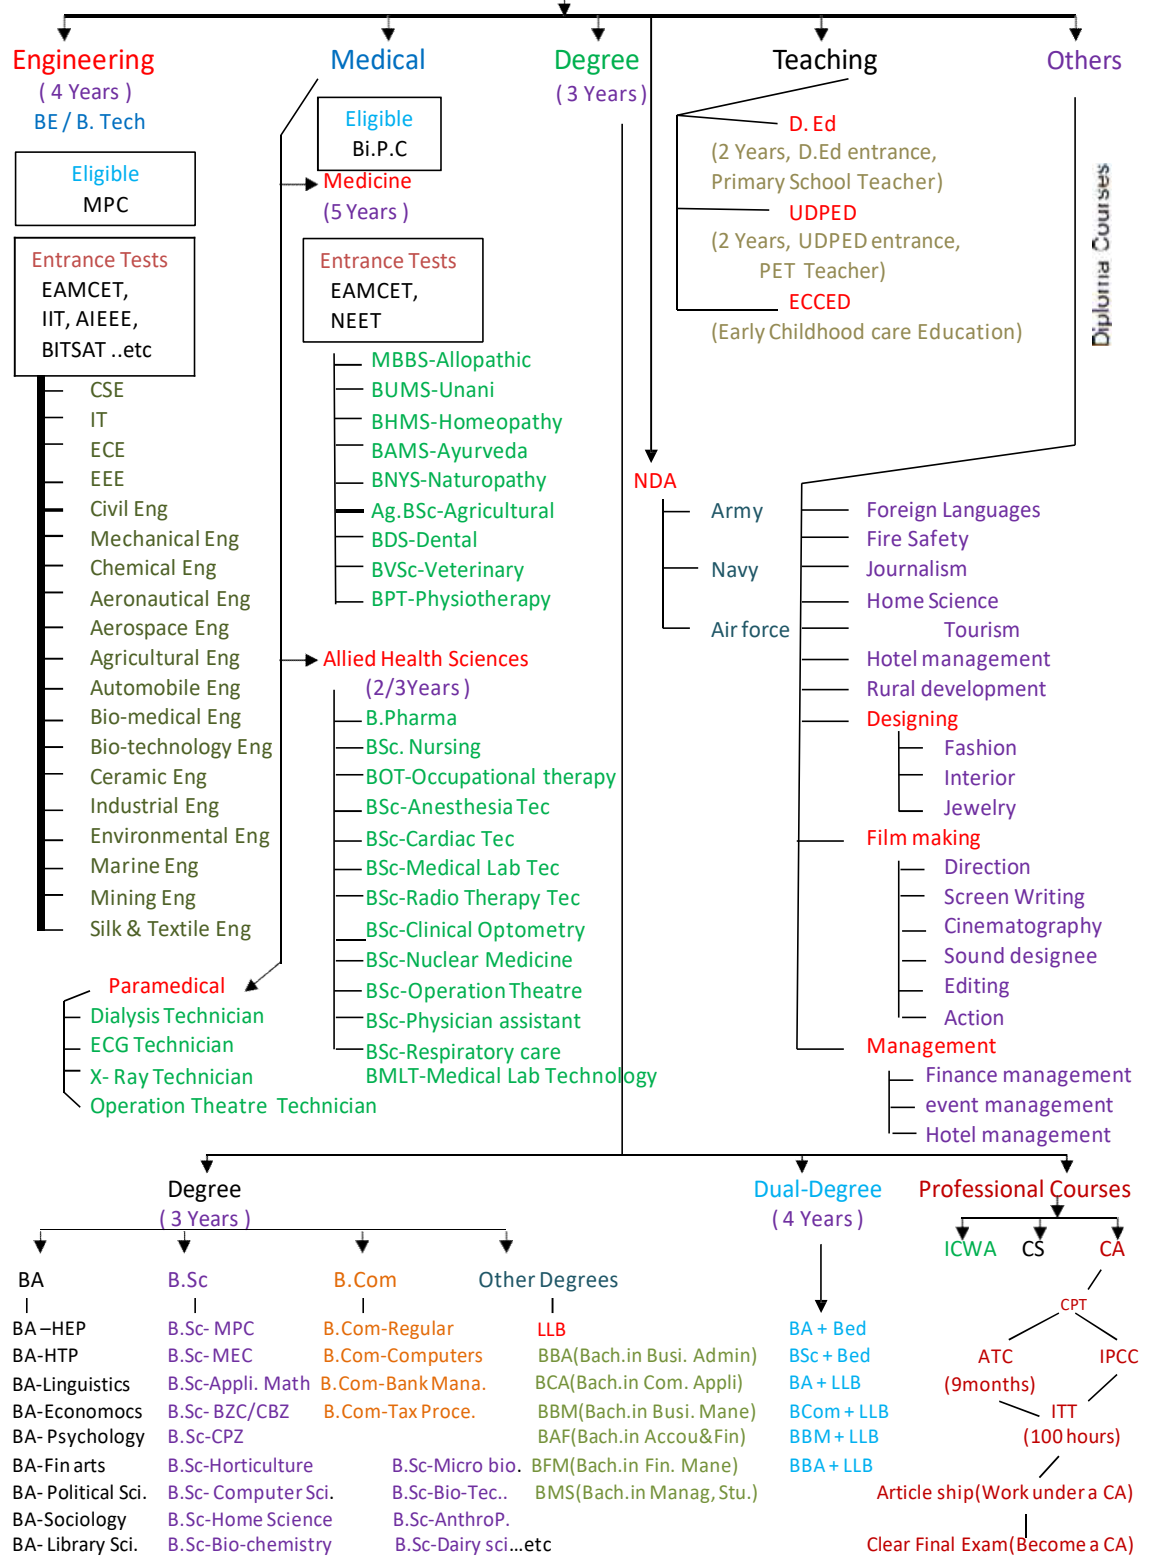 Engineering
( 4 Years )
BE / B. Tech
Eligible
MPC
Entrance Tests
EAMCET,
IIT, AIEEE,
BITSAT ..etc
CSE
IT
ECE
EEE
Civil Eng
Mechanical Eng
Chemical Eng
Aeronautical Eng
Aerospace Eng
Agricultural Eng
Automobile Eng
Bio-medical Eng
Bio-technology Eng
Ceramic Eng
Industrial Eng
Environmental Eng
Marine Eng
Mining Eng
Silk & Textile Eng
Medical
Eligible
Bi.P.C
Medicine
(5 Years )
Entrance Tests
EAMCET,
NEET
MBBS-Allopathic
BUMS-Unani
BHMS-Homeopathy
BAMS-Ayurveda
BNYS-Naturopathy
Ag.BSc-Agricultural
BDS-Dental
BVSc-Veterinary
BPT-Physiotherapy
Allied Health Sciences
(2/3Years )
B.Pharma
BSc. Nursing
BOT-Occupational therapy
BSc-Anesthesia Tec
BSc-Cardiac Tec
BSc-Medical Lab Tec
BSc-Radio Therapy Tec
BSc-Clinical Optometry
BSc-Nuclear Medicine
BSc-Operation Theatre
BSc-Physician assistant
BSc-Respiratory care
BMLT-Medical Lab Technology
Paramedical
Dialysis Technician
ECG Technician
X- Ray Technician
Operation Theatre Technician
Degree
( 3 Years)
NDA
Army
Navy
Air force
Teaching
D. Ed
(2 Years, D.Ed entrance,
Primary School Teacher)
UDPED
(2 Years, UDPED entrance,
PET Teacher)
ECCED
(Early Childhood care Education)
Others
Diploma Courses
Foreign Languages
Fire Safety
Journalism
Home Science
Tourism
Hotel management
Rural development
Designing
Fashion
Interior
Jewelry
Film making
Direction
Screen Writing
Cinematography
Sound designee
Editing
Action
Management
Finance management
event management
Hotel management
Degree
( 3 Years )
BA
BA –HEP
BA-HTP
BA-Linguistics
BA-Economocs
BA- Psychology
BA-Fin arts
BA- Political Sci.
BA-Sociology
BA- Library Sci.
B.Sc
B.Sc- MPC
B.Sc- MEC
B.Sc-Appli. Math
B.Sc- BZC/CBZ
B.Sc-CPZ
B.Sc-Horticulture
B.Sc- Computer Sci.
B.Sc-Home Science
B.Sc-Bio-chemistry
B.Sc-Micro bio.
B.Sc-Bio-Tec..
B.Sc-AnthroP.
B.Sc-Dairy sci...etc
B.Com
B.Com-Regular
B.Com-Computers
B.Com-Bank Mana.
B.Com-Tax Proce.
Other Degrees
LLB
BBA(Bach.in Busi. Admin)
BCA(Bach.in Com. Appli)
BBM(Bach.in Busi. Mane)
BAF(Bach.in Accou&Fin)
BFM(Bach.in Fin. Mane)
BMS(Bach.in Manag, Stu.)
Dual-Degree
( 4 Years )
BA + Bed
BSc + Bed
BA + LLB
BCom + LLB
BBM + LLB
BBA + LLB
Professional Courses
ICWA CS CA
CPT
ATC IPCC
(9months)
ITT
(100 hours)
Article ship(Work under a CA)
Clear Final Exam(Become a CA)